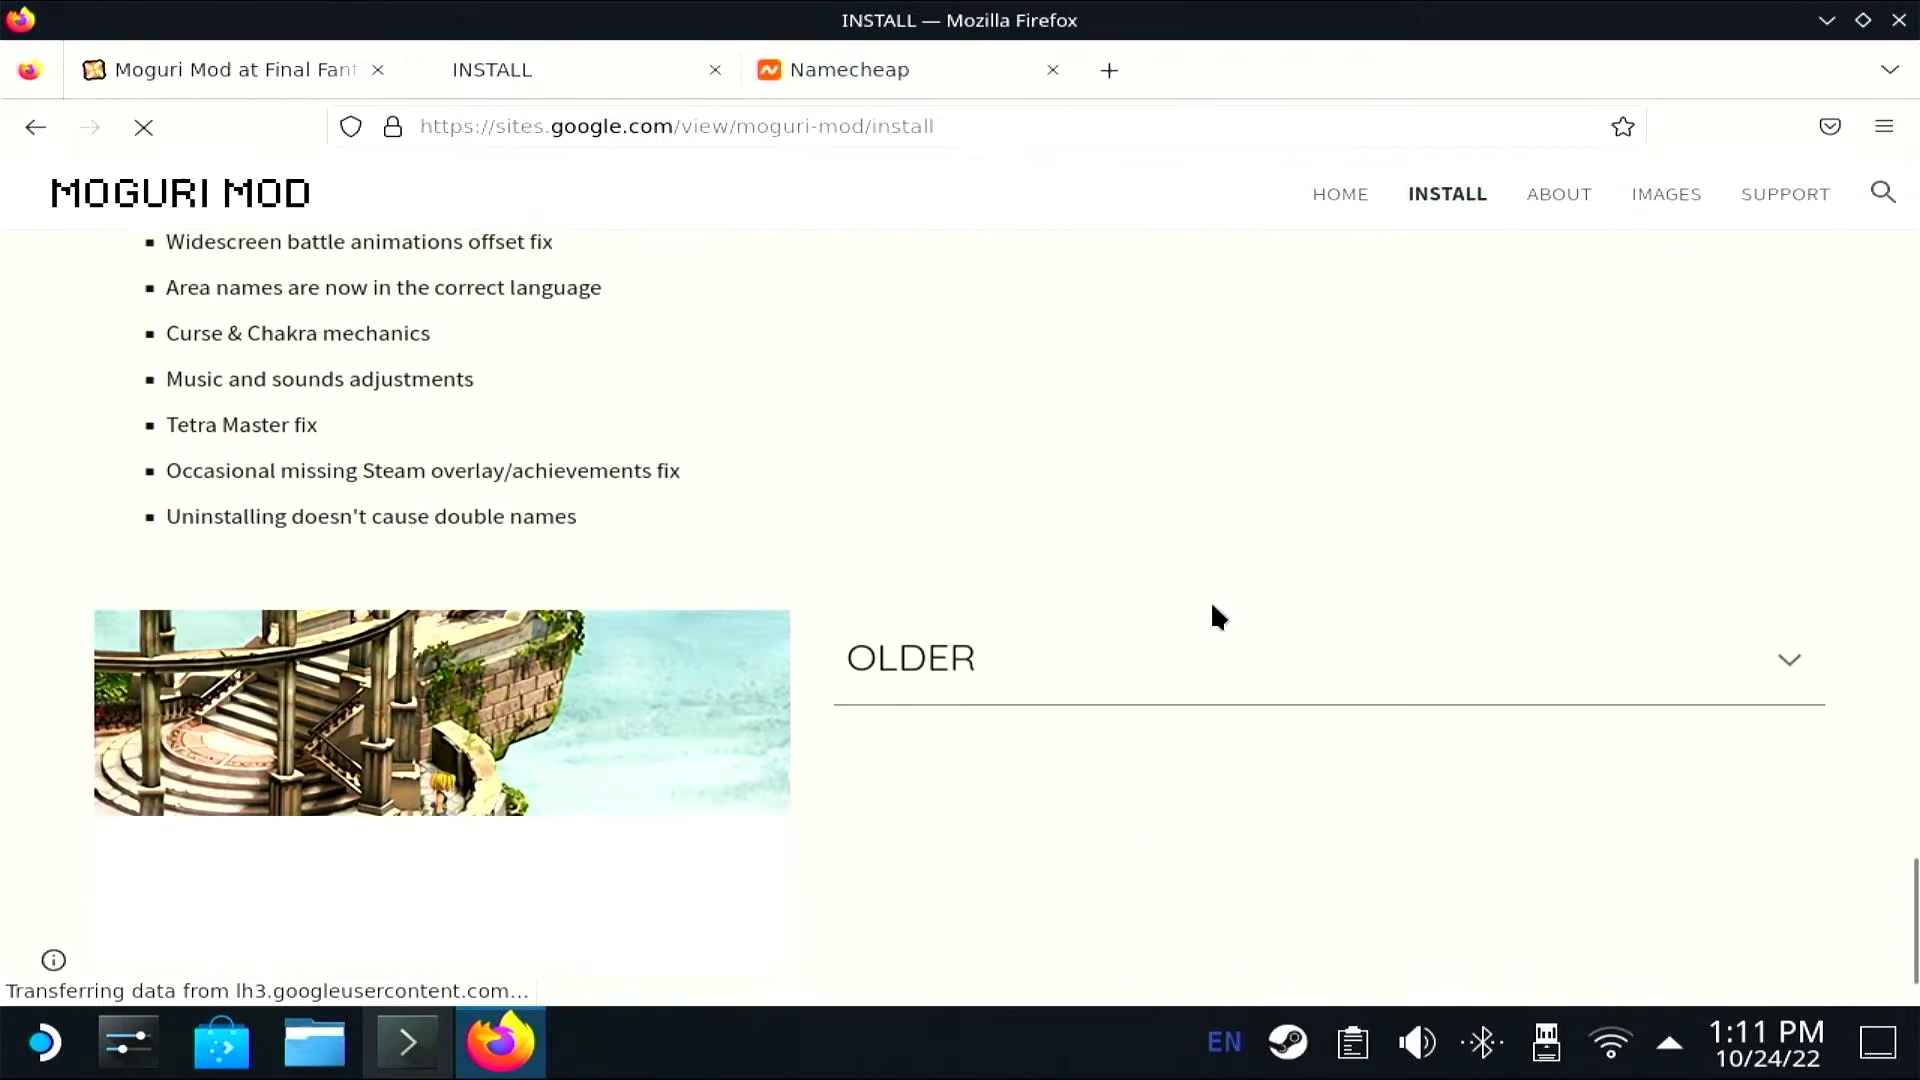 INSTALL — Mozilla Firefox
Moguri Mod at Final Fant
INSTALL
Namecheap
https://sites.google.com/view/moguri-mod/install
MOGURI MOD
HOME
INSTALL
ABOUT
IMAGES
SUPPORT
Widescreen battle animations offset fix
Area names are now in the correct language
Curse & Chakra mechanics
Music and sounds adjustments
Tetra Master fix
Occasional missing Steam overlay/achievements fix
Uninstalling doesn't cause double names
OLDER
Transferring data from lh3.googleusercontent.com...
EN
1:11 PM
10/24/22